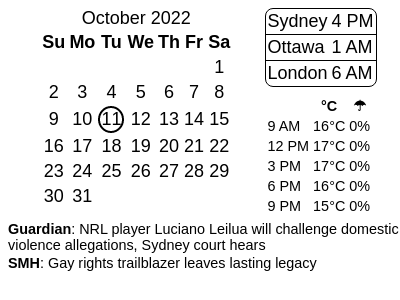 October 2022
Su Mo Tu We Th Fr Sa
1
2 3 4 5 6 7 8
9 10 11 12 13 14 15
16 17 18 19 20 21 22
23 24 25 26 27 28 29
30 31
Sydney 4 PM
Ottawa 1 AM
London 6 AM
°C ☂
9 AM 16°C 0%
12 PM 17°C 0%
3 PM 17°C 0%
6 PM 16°C 0%
9 PM 15°C 0%
Guardian: NRL player Luciano Leilua will challenge domestic
violence allegations, Sydney court hears
SMH: Gay rights trailblazer leaves lasting legacy